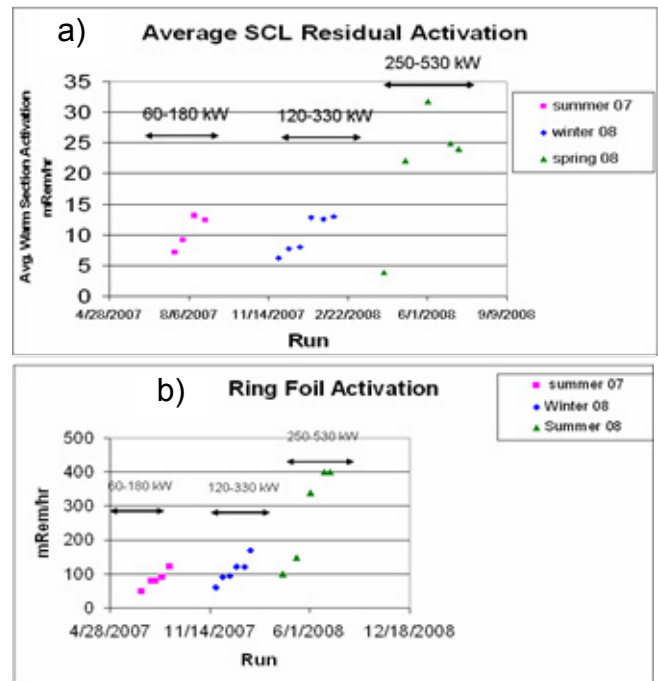 a)
Average SCL Residual Activation
250-530 kW
60-180 kW
120-330 kW
Avg. Warm Section Activation
mRem/hr
35
30
25
20
15
10
5
0
4/28/2007 8/6/2007 11/14/2007 2/22/2008 6/1/2008 9/9/2008
Run
summer 07
winter 08
spring 08
b)
Ring Foil Activation
250-530 kW
60-180 kW
120-330 kW
mRem/hr
500
400
300
200
100
0
4/28/2007 11/14/2007 6/1/2008 12/18/2008
Run
summer 07
Winter 08
Summer 08